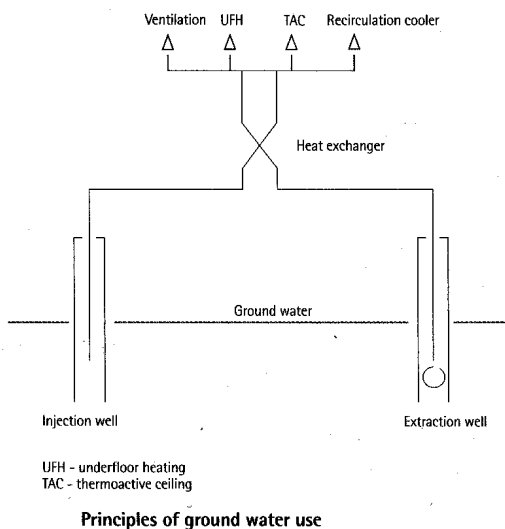 Ventilation UFH TAC Recirculation cooler
Heat exchanger
Ground water
Injection well Extraction well
UFH - underfloor heating
TAC - thermoactive ceiling
Principles of ground water use